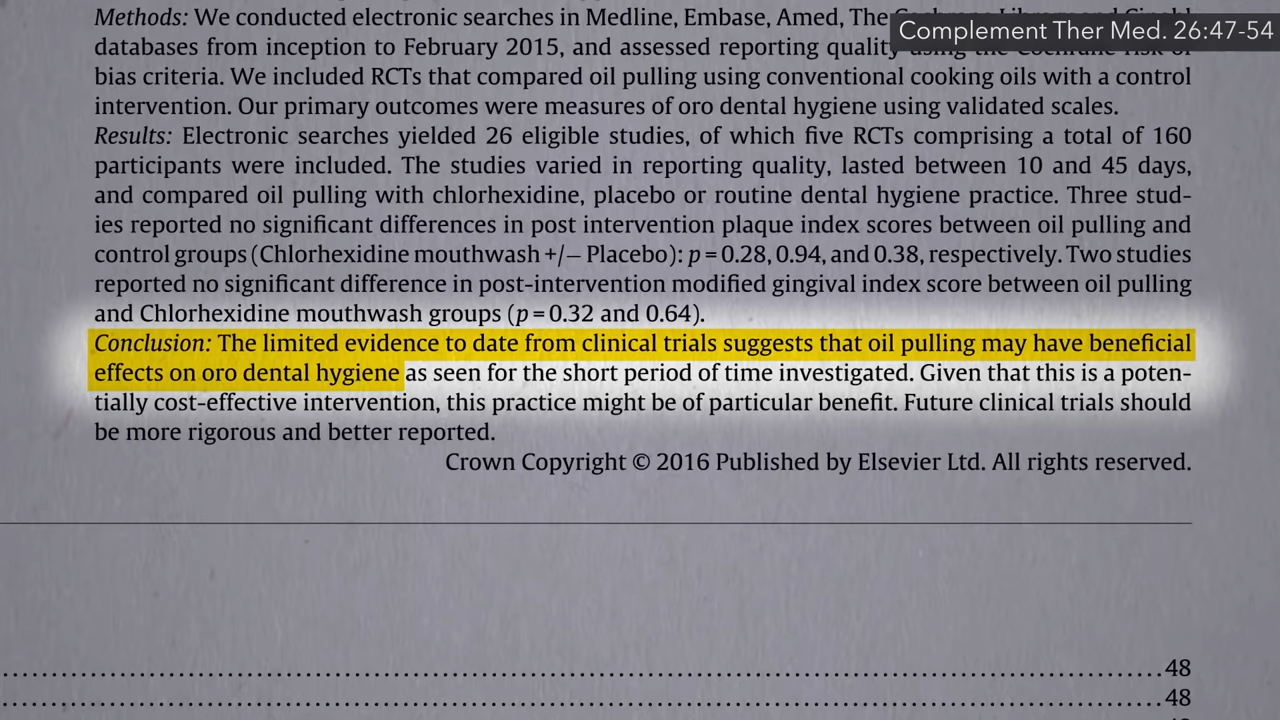 Methods: We conducted electronic searches in Medline, Embase, Amed, The
Complement Ther Med. 26:47-54
databases from inception to February 2015, and assessed reporting quality
bias criteria. We included RCTs that compared oil pulling using conventional cooking oils with a control
intervention. Our primary outcomes were measures of oro dental hygiene using validated scales.
Results: Electronic searches yielded 26 eligible studies, of which five RCTs comprising a total of 160
participants were included. The studies varied in reporting quality, lasted between 10 and 45 days,
and compared oil pulling with chlorhexidine, placebo or routine dental hygiene practice. Three stud-
ies reported no significant differences in post intervention plaque index scores between oil pulling and
control groups (Chlorhexidine mouthwash +/− Placebo): p = 0.28, 0.94, and 0.38, respectively. Two studies
reported no significant difference in post-intervention modified gingival index score between oil pulling
and Chlorhexidine mouthwash groups (p = 0.32 and 0.64).
Conclusion: The limited evidence to date from clinical trials suggests that oil pulling may have beneficial
effects on oro dental hygiene as seen for the short period of time investigated. Given that this is a poten-
tially cost-effective intervention, this practice might be of particular benefit. Future clinical trials should
be more rigorous and better reported.
Crown Copyright © 2016 Published by Elsevier Ltd. All rights reserved.
48
48